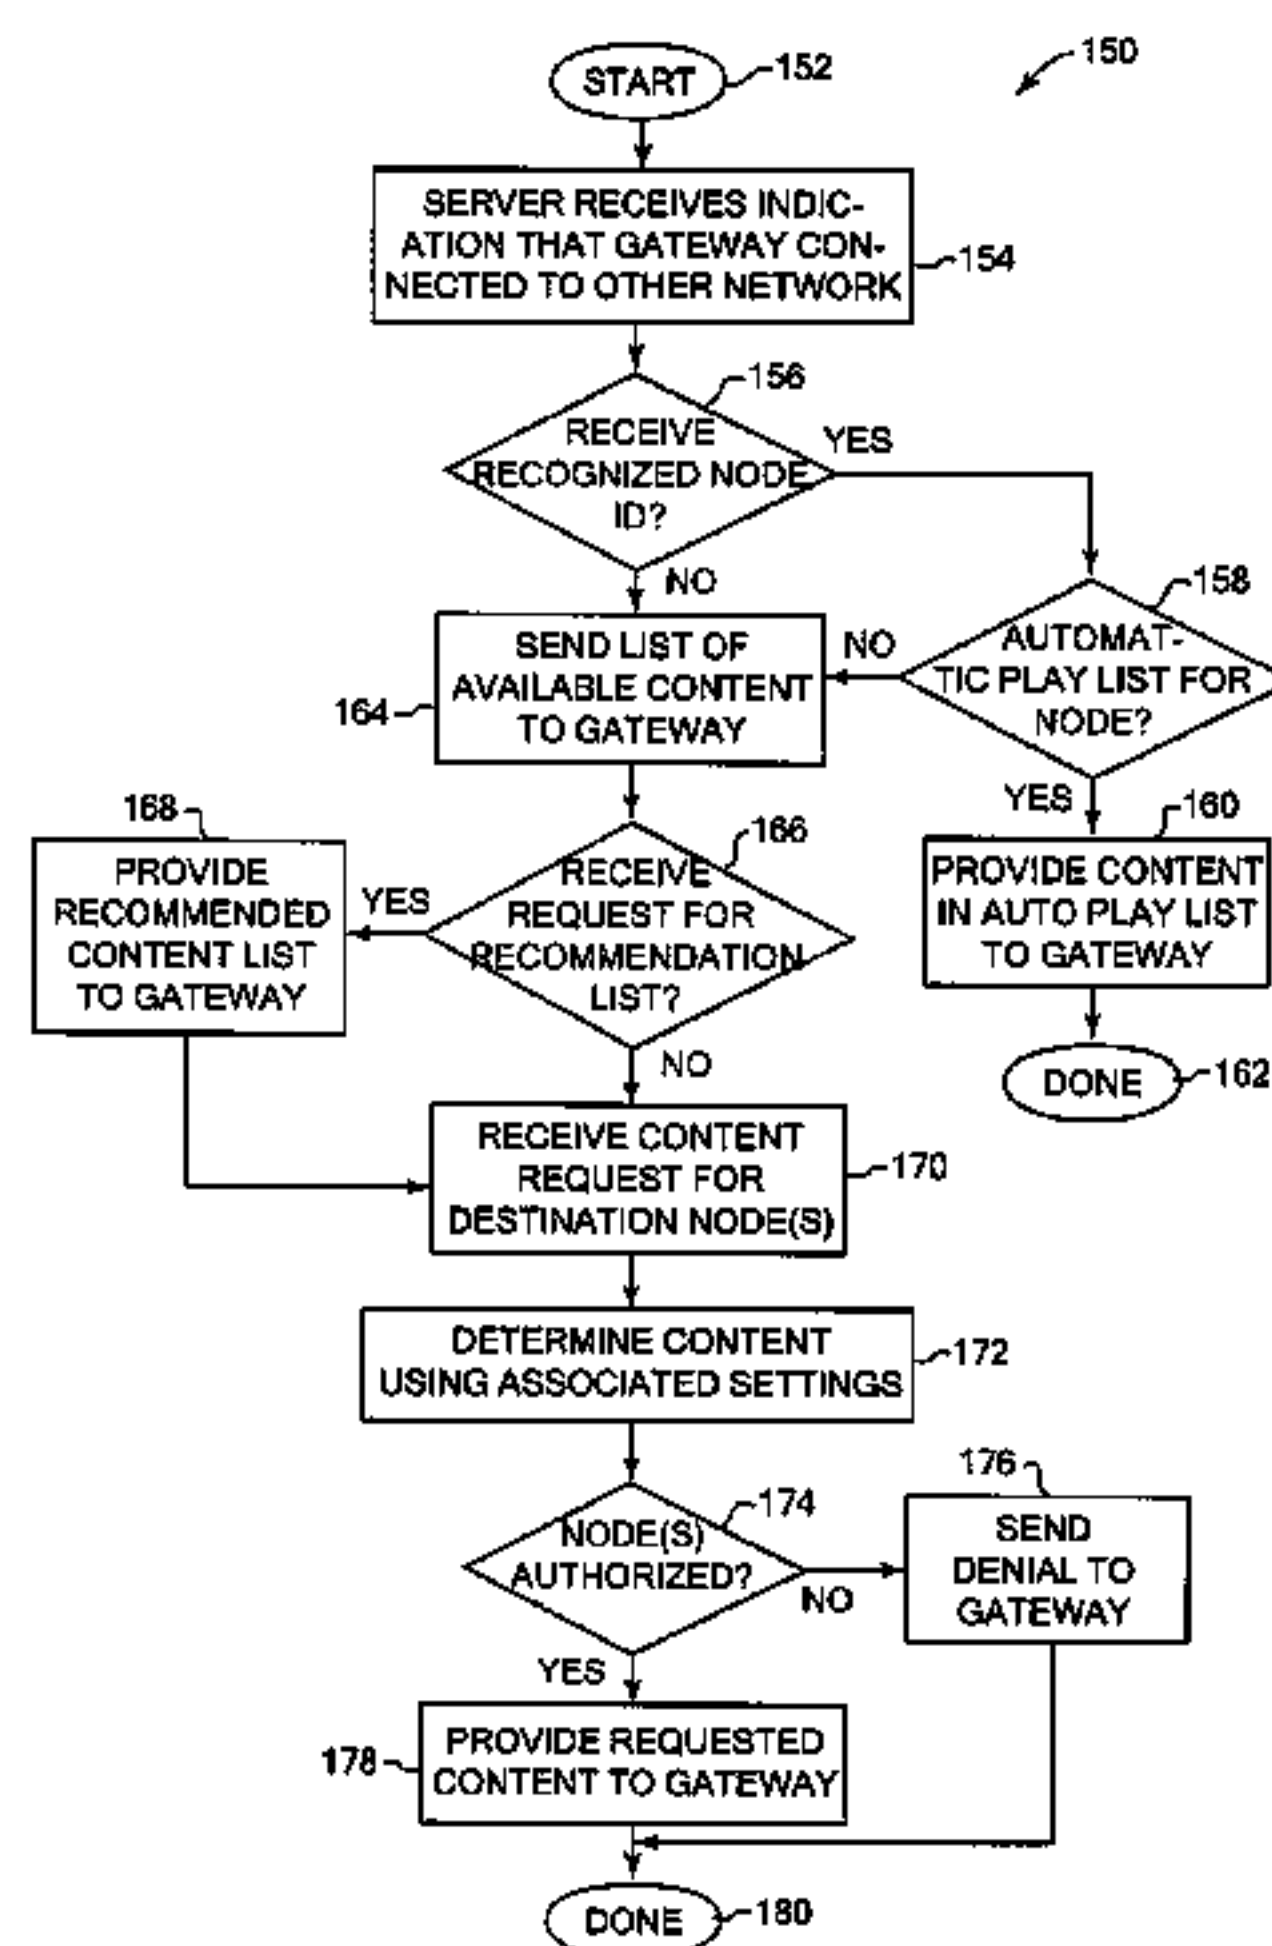 150
START
152
SERVER RECEIVES INDIC-
ATION THAT GATEWAY CON-
NECTED TO OTHER NETWORK
154
156
RECEIVE
RECOGNIZED NODE
ID?
YES
NO
158
AUTOMAT-
TIC PLAY LIST FOR
NODE?
NO
YES
SEND LIST OF
AVAILABLE CONTENT
TO GATEWAY
164
160
PROVIDE CONTENT
IN AUTO PLAY LIST
TO GATEWAY
DONE
162
166
RECEIVE
REQUEST FOR
RECOMMENDATION
LIST?
YES
NO
168
PROVIDE
RECOMMENDED
CONTENT LIST
TO GATEWAY
RECEIVE CONTENT
REQUEST FOR
DESTINATION NODE(S)
170
DETERMINE CONTENT
USING ASSOCIATED SETTINGS
172
174
NODE(S)
AUTHORIZED?
NO
YES
176
SEND
DENIAL TO
GATEWAY
178
PROVIDE REQUESTED
CONTENT TO GATEWAY
DONE
180